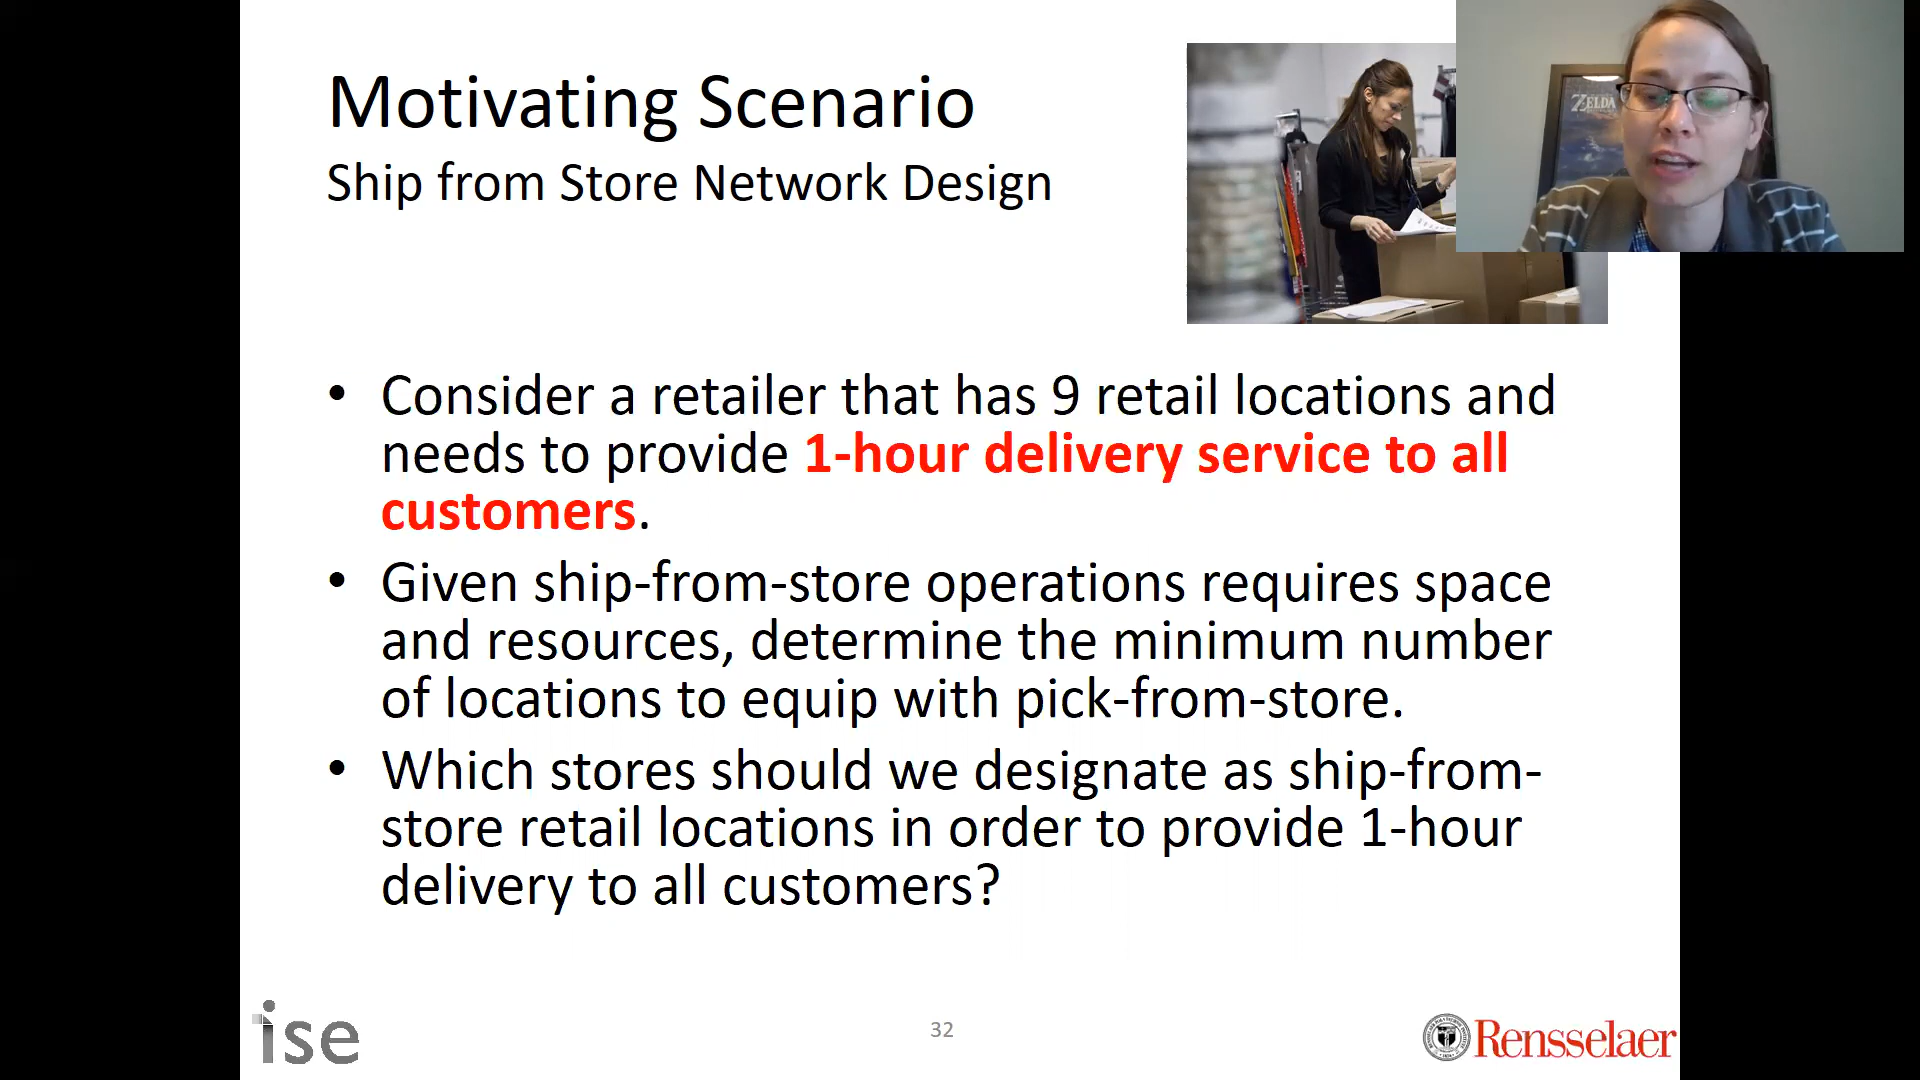 Motivating Scenario
Ship from Store Network Design
ZELDA
• Consider a retailer that has 9 retail locations and
needs to provide 1-hour delivery service to all
customers.
• Given ship-from-store operations requires space
and resources, determine the minimum number
of locations to equip with pick-from-store.
• Which stores should we designate as ship-from-
store retail locations in order to provide 1-hour
delivery to all customers?
ise
32
Rensselaer